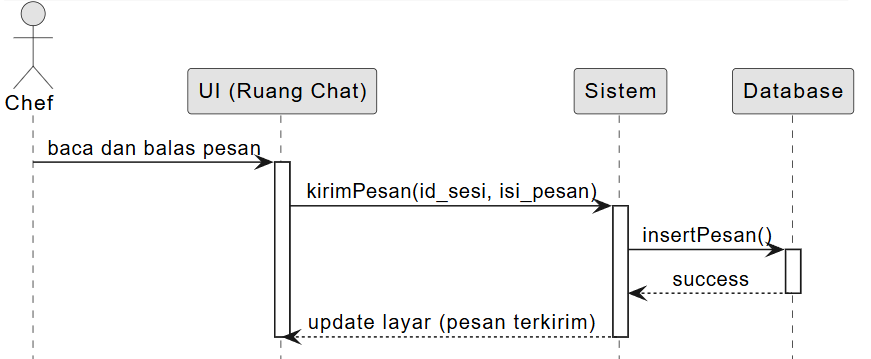 Chef
UI (Ruang Chat)
Sistem
Database
baca dan balas pesan
kirimPesan(id_sesi, isi_pesan)
insertPesan()
success
update layar (pesan terkirim)